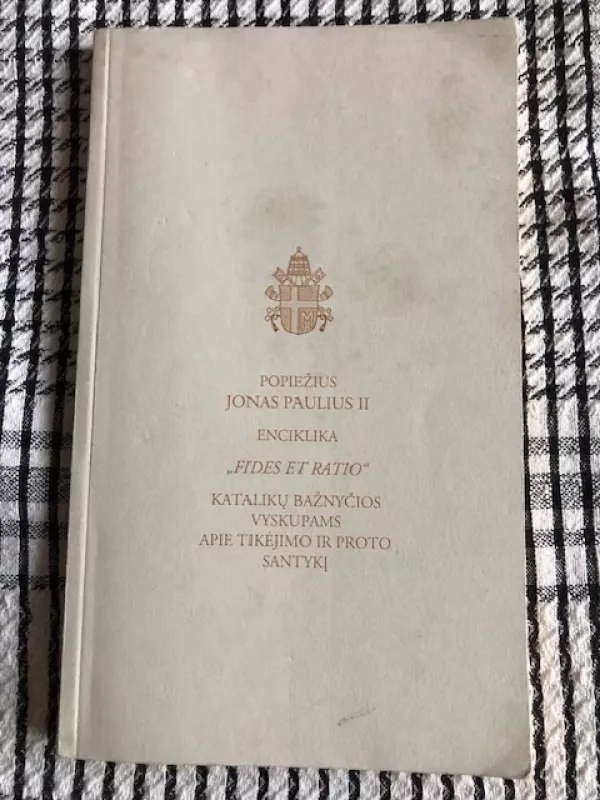 M
POPIEŽIUS
JONAS PAULIUS II
ENCIKLIKA
„FIDES ET RATIO“
KATALIKŲ BAŽNYČIOS
VYSKUPAMS
APIE TIKĖJIMO IR PROTO
SANTYKĮ